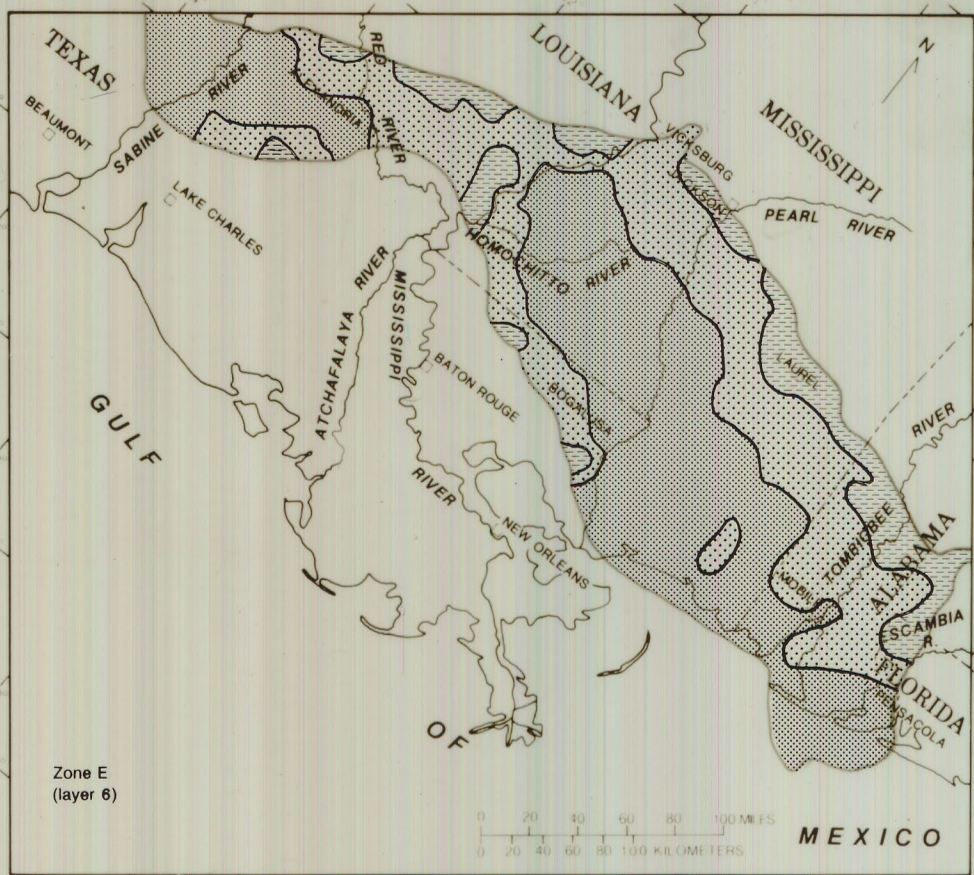 TEXAS
BEAUMONT
SABINE
RIVER
LAKE CHARLES
ALEXANDRIA
RED
RIVER
LOUISIANA
N
MISSISSIPPI
VICKSBURG
JACKSON
PEARL RIVER
HOMOCHITTO RIVER
ATCHAFALAYA
RIVER
MISSISSIPPI
BATON ROUGE
RIVER
BOGALUSA
LAUREL
RIVER
NEW ORLEANS
MOBILE
TOMBIGBEE
ALABAMA
ESCAMBIA
R.
FLORIDA
PENSACOLA
GULF
OF
MEXICO
Zone E
(layer 6)
0 20 40 60 80 100 MILES
0 20 40 60 80 100 KILOMETERS